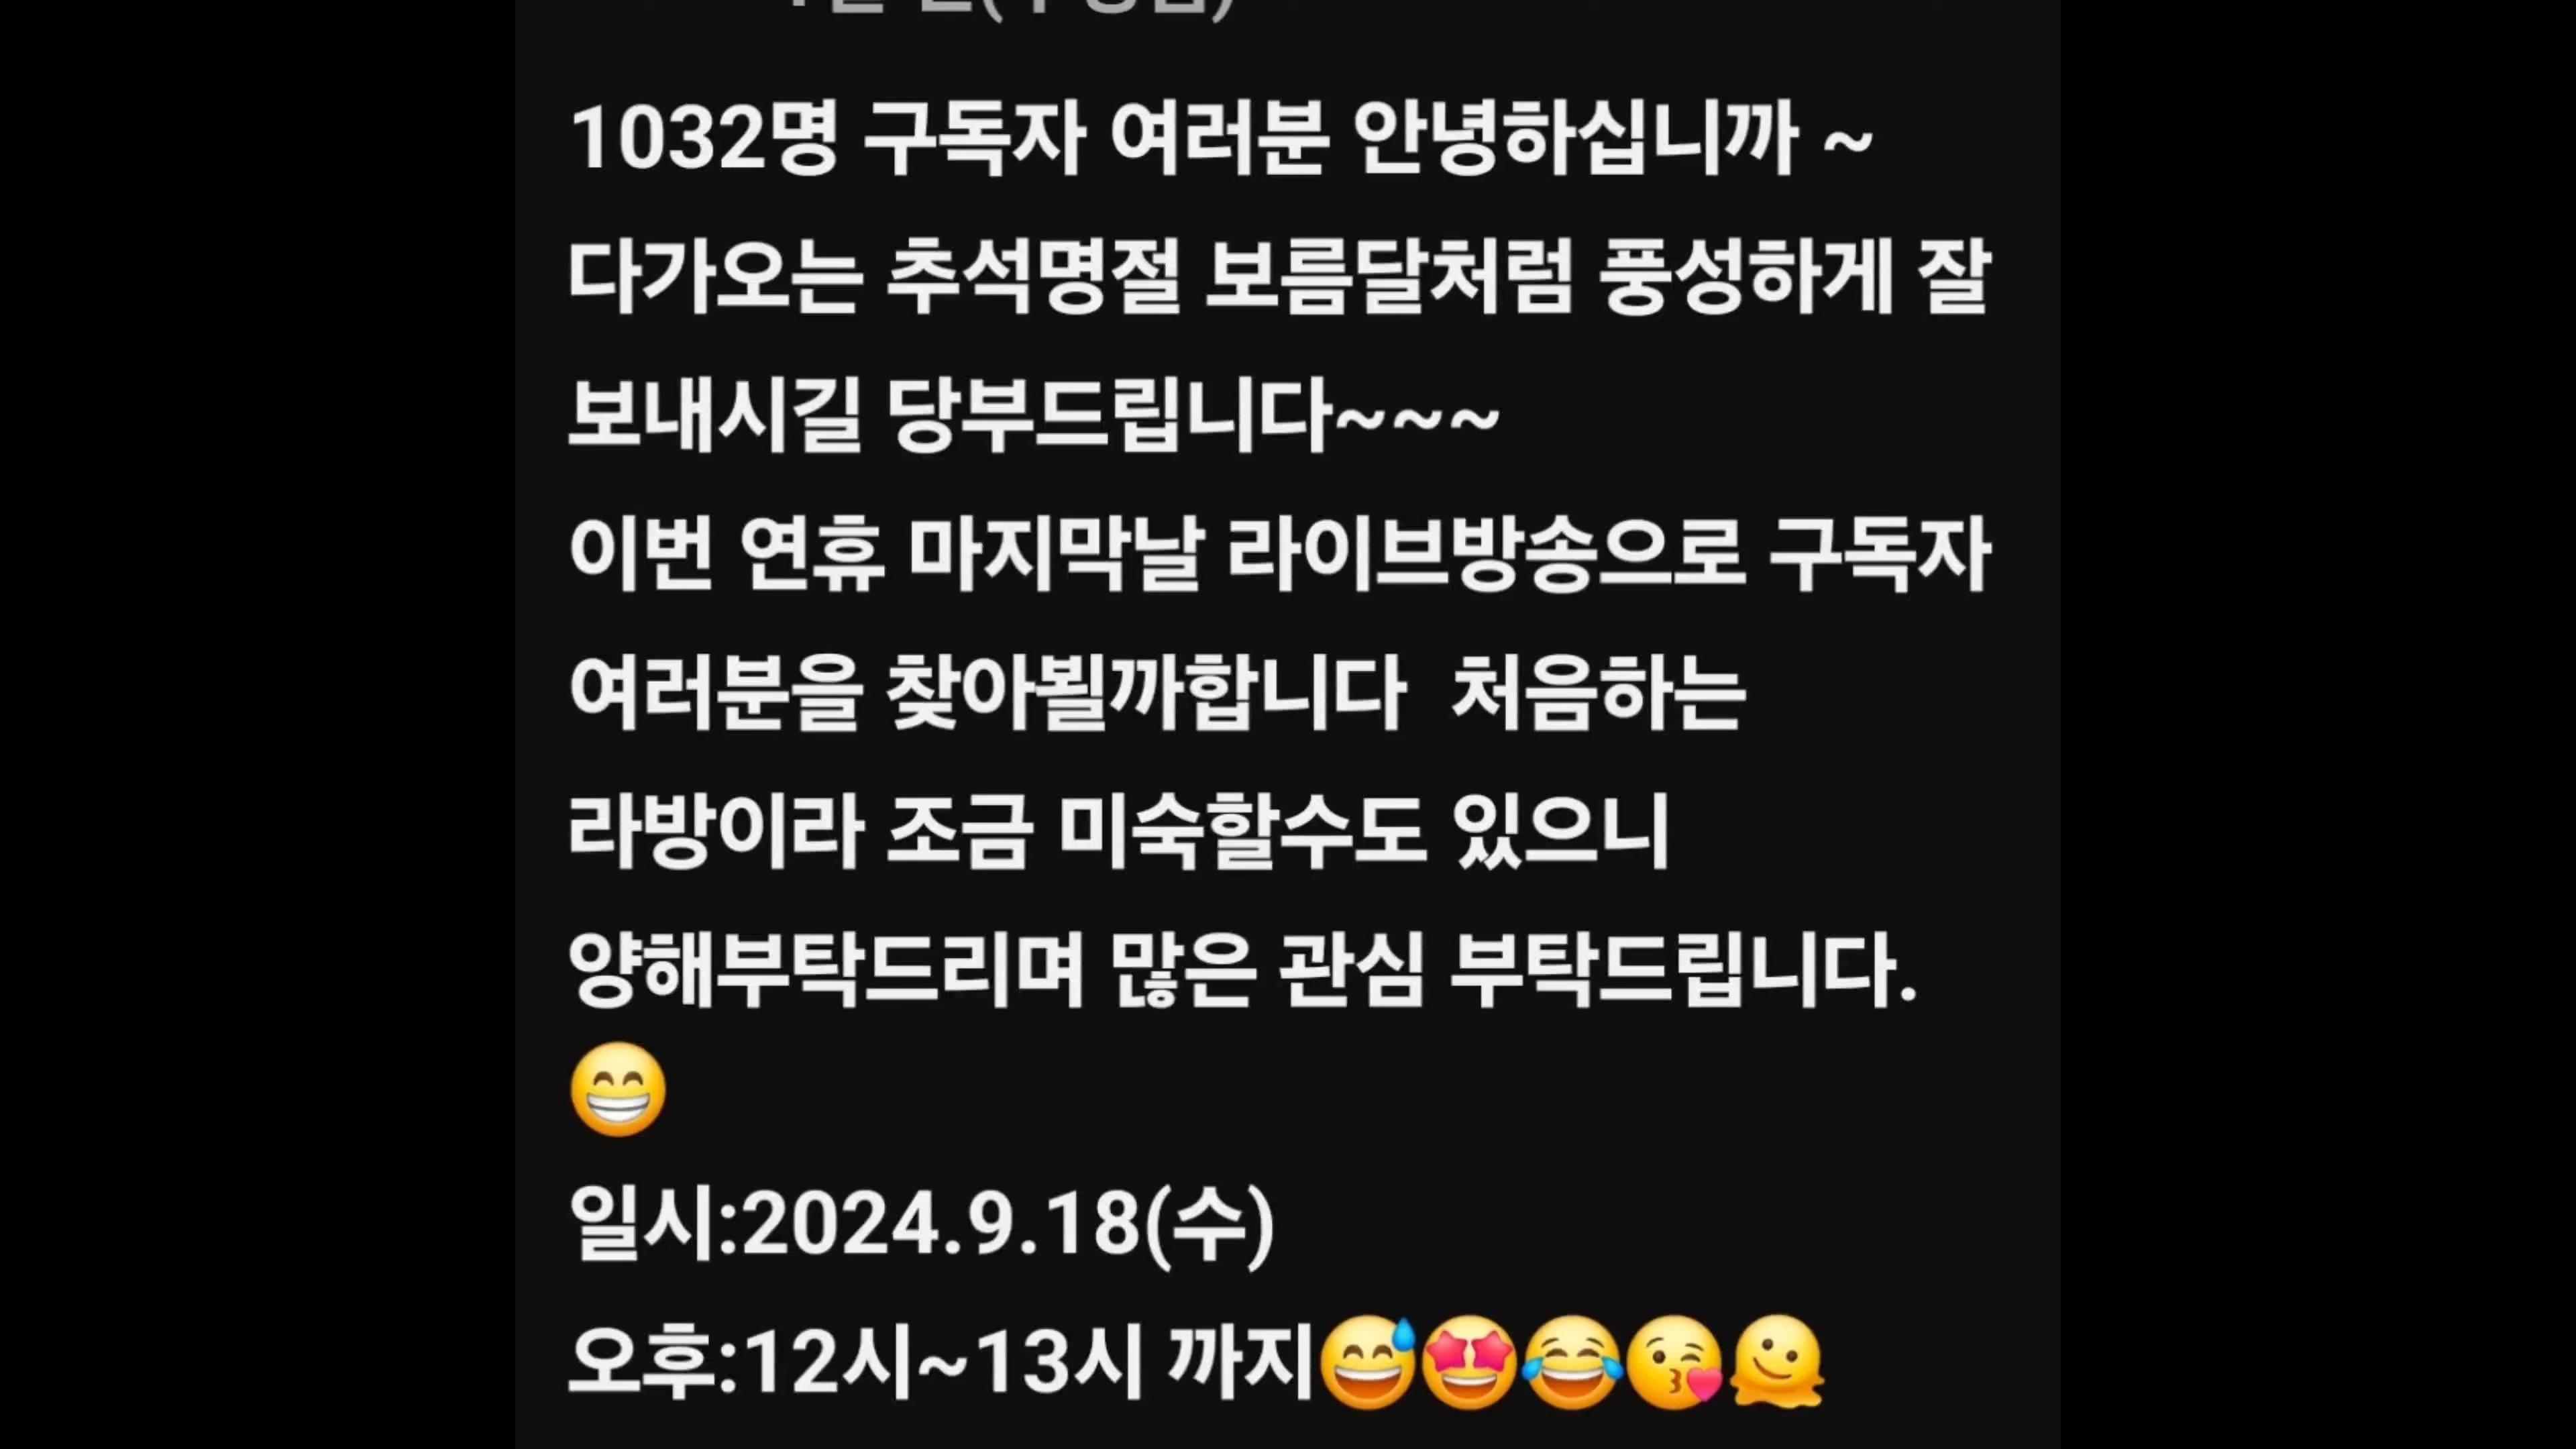 1032명 구독자 여러분 안녕하십니까 ~
다가오는 추석명절 보름달처럼 풍성하게 잘
보내시길 당부드립니다~~~
이번 연휴 마지막날 라이브방송으로 구독자
여러분을 찾아뵐까합니다  처음하는
라방이라 조금 미숙할수도 있으니
양해부탁드리며 많은 관심 부탁드립니다.
😁
일시:2024.9.18(수)
오후:12시~13시 까지😅🤩😂😘🫠